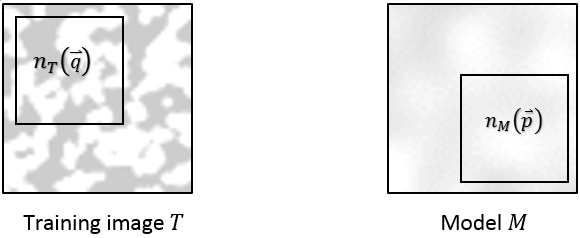 n_T(q⃗)
n_M(p⃗)
Training image T
Model M